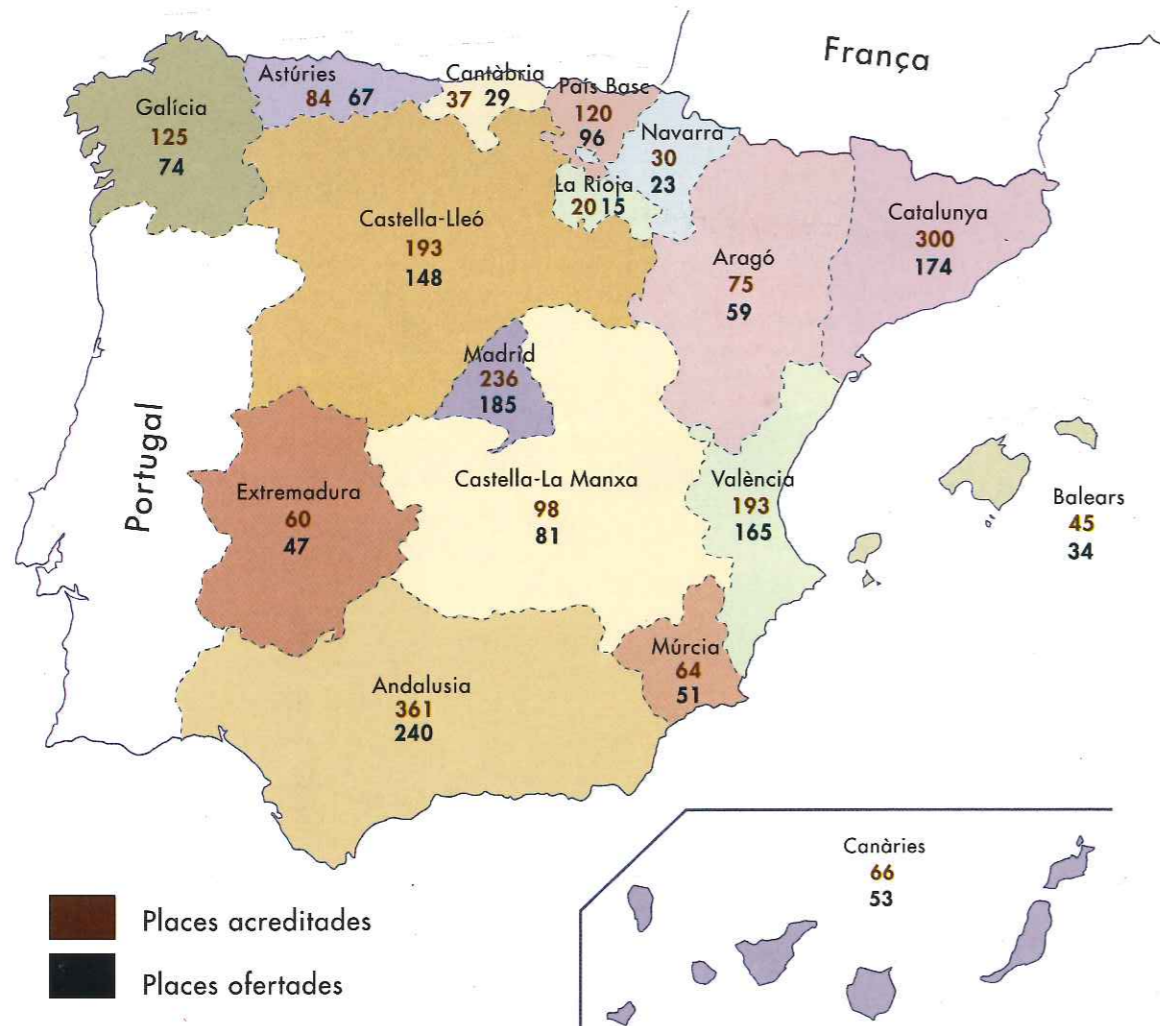 França
Astúries
84 67
Cantàbria
37 29
País Basc
120
96
Galícia
125
74
Navarra
30
23
La Rioja
20 15
Castella-Lleó
193
148
Catalunya
300
174
Aragó
75
59
Madrid
236
185
Portugal
Extremadura
60
47
Castella-La Manxa
98
81
València
193
165
Balears
45
34
Múrcia
64
51
Andalusia
361
240
Canàries
66
53
Places acreditades
Places ofertades